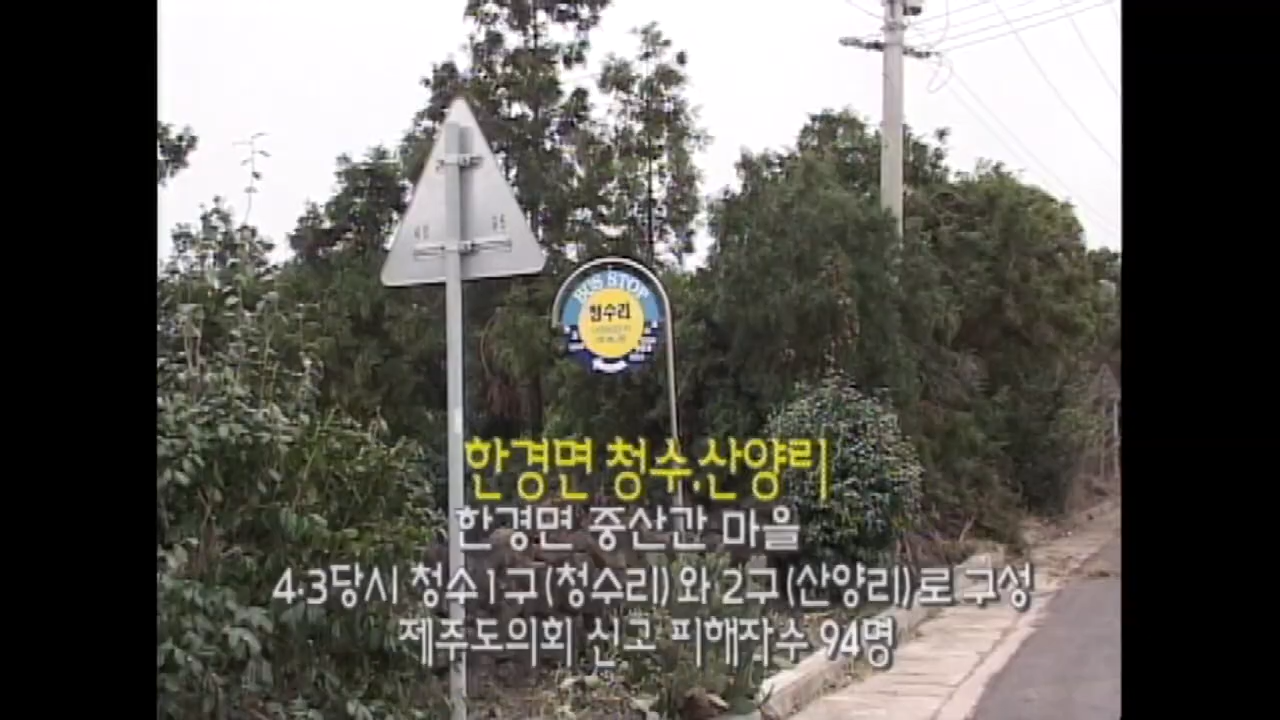 BUS STOP
청수리
한경면 청수,산양리
한경면 중산간 마을
4·3당시 청수1구(청수리)와 2구(산양리)로 구성
제주도의회 신고 피해자수 94명